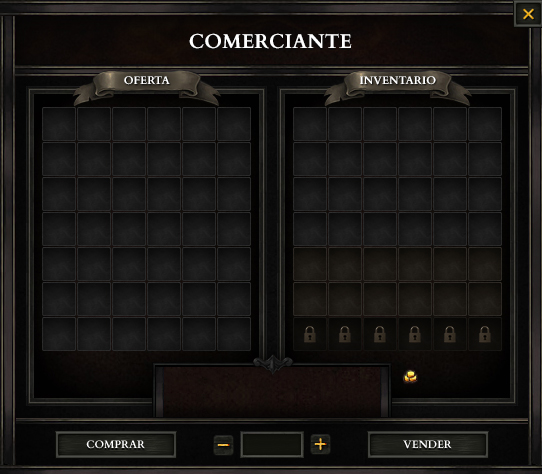 COMERCIANTE
OFERTA
INVENTARIO
COMPRAR
VENDER